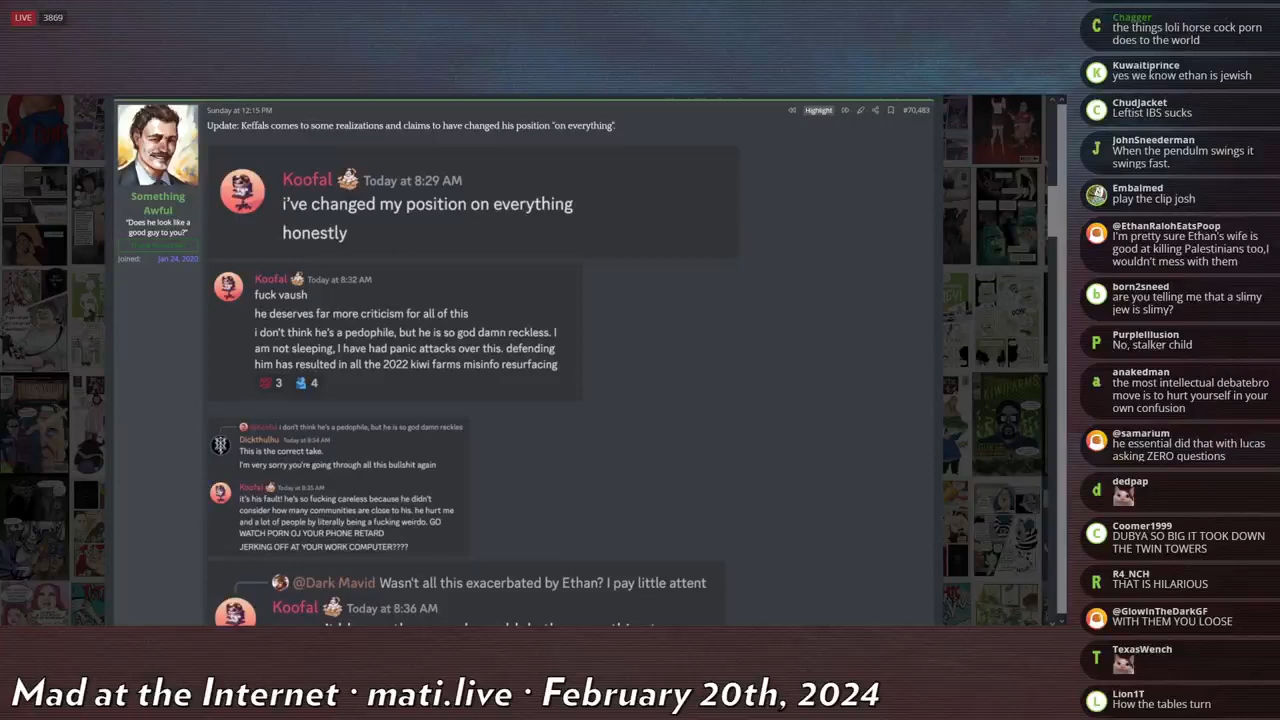 LIVE 3869
Sunday at 12:15 PM
Highlight
#70,483
Update: Keffals comes to some realizations and claims to have changed his position "on everything".
Something
Awful
"Does he look like a
good guy to you?"
Joined: Jan 24, 2020
Koofal Today at 8:29 AM
i've changed my position on everything
honestly
Koofal Today at 8:32 AM
fuck vaush
he deserves far more criticism for all of this
i don't think he's a pedophile, but he is so god damn reckless. I
am not sleeping, I have had panic attacks over this. defending
him has resulted in all the 2022 kiwi farms misinfo resurfacing
3 4
i don't think he's a pedophile, but he is so god damn reckless
Dickthulhu Today at 8:34 AM
This is the correct take.
I'm very sorry you're going through all this bullshit again
Koofal Today at 8:35 AM
it's his fault! he's so fucking careless because he didn't
consider how many communities are close to his. he hurt me
and a lot of people by literally being a fucking weirdo. GO
WATCH PORN OJ YOUR PHONE RETARD
JERKING OFF AT YOUR WORK COMPUTER????
@Dark Mavid Wasn't all this exacerbated by Ethan? I pay little attent
Koofal Today at 8:36 AM
Chagger
the things loli horse cock porn
does to the world
Kuwaitiprince
yes we know ethan is jewish
ChudJacket
Leftist IBS sucks
JohnSneederman
When the pendulm swings it
swings fast.
Embalmed
play the clip josh
@EthanRalohEatsPoop
I'm pretty sure Ethan's wife is
good at killing Palestinians too,I
wouldn't mess with them
born2sneed
are you telling me that a slimy
jew is slimy?
PurpleIllusion
No, stalker child
anakedman
the most intellectual debatebro
move is to hurt yourself in your
own confusion
@samarium
he essential did that with lucas
asking ZERO questions
dedpap
Coomer1999
DUBYA SO BIG IT TOOK DOWN
THE TWIN TOWERS
R4_NCH
THAT IS HILARIOUS
@GlowInTheDarkGF
WITH THEM YOU LOOSE
TexasWench
Lion1T
How the tables turn
Mad at the Internet · mati.live · February 20th, 2024